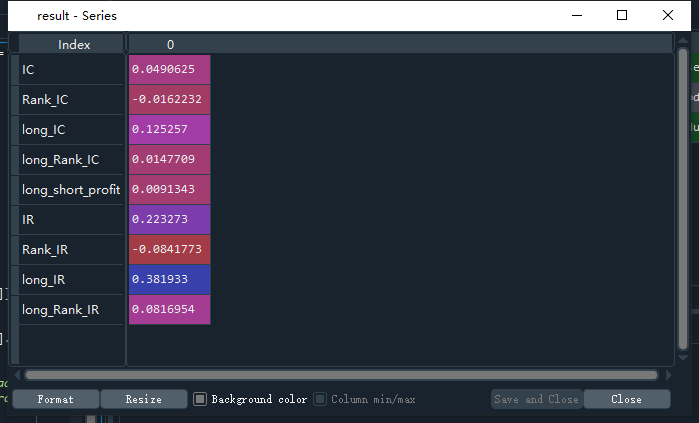 result - Series
Index 0
IC 0.0490625
Rank_IC -0.0162232
long_IC 0.125257
long_Rank_IC 0.0147709
long_short_profit 0.0091343
IR 0.223273
Rank_IR -0.0841773
long_IR 0.381933
long_Rank_IR 0.0816954
Format Resize Background color Column min/max Save and Close Close